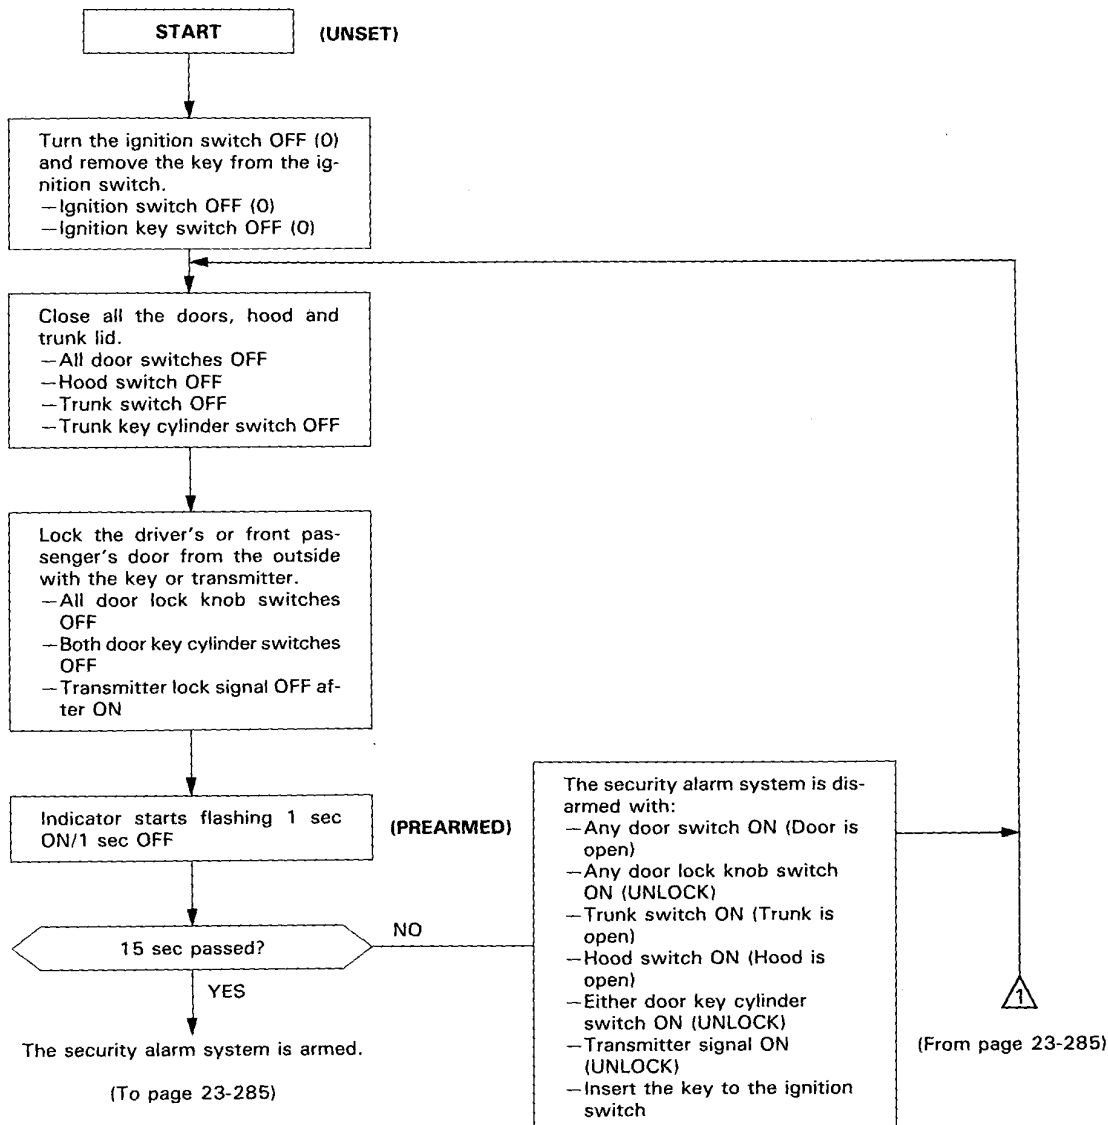 START
(UNSET)
Turn the ignition switch OFF (0)
and remove the key from the ig-
nition switch.
—Ignition switch OFF (0)
—Ignition key switch OFF (0)
Close all the doors, hood and
trunk lid.
—All door switches OFF
—Hood switch OFF
—Trunk switch OFF
—Trunk key cylinder switch OFF
Lock the driver's or front pas-
senger's door from the outside
with the key or transmitter.
—All door lock knob switches
OFF
—Both door key cylinder switches
OFF
—Transmitter lock signal OFF af-
ter ON
Indicator starts flashing 1 sec
ON/1 sec OFF
(PREARMED)
15 sec passed?
NO
YES
The security alarm system is armed.
(To page 23-285)
The security alarm system is dis-
armed with:
—Any door switch ON (Door is
open)
—Any door lock knob switch
ON (UNLOCK)
—Trunk switch ON (Trunk is
open)
—Hood switch ON (Hood is
open)
—Either door key cylinder
switch ON (UNLOCK)
—Transmitter signal ON
(UNLOCK)
—Insert the key to the ignition
switch
1
(From page 23-285)